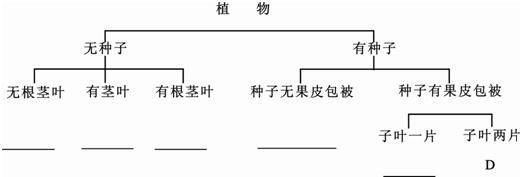 植 物
无种子 有种子
无根茎叶 有茎叶 有根茎叶 种子无果皮包被 种子有果皮包被
子叶一片 子叶两片
D